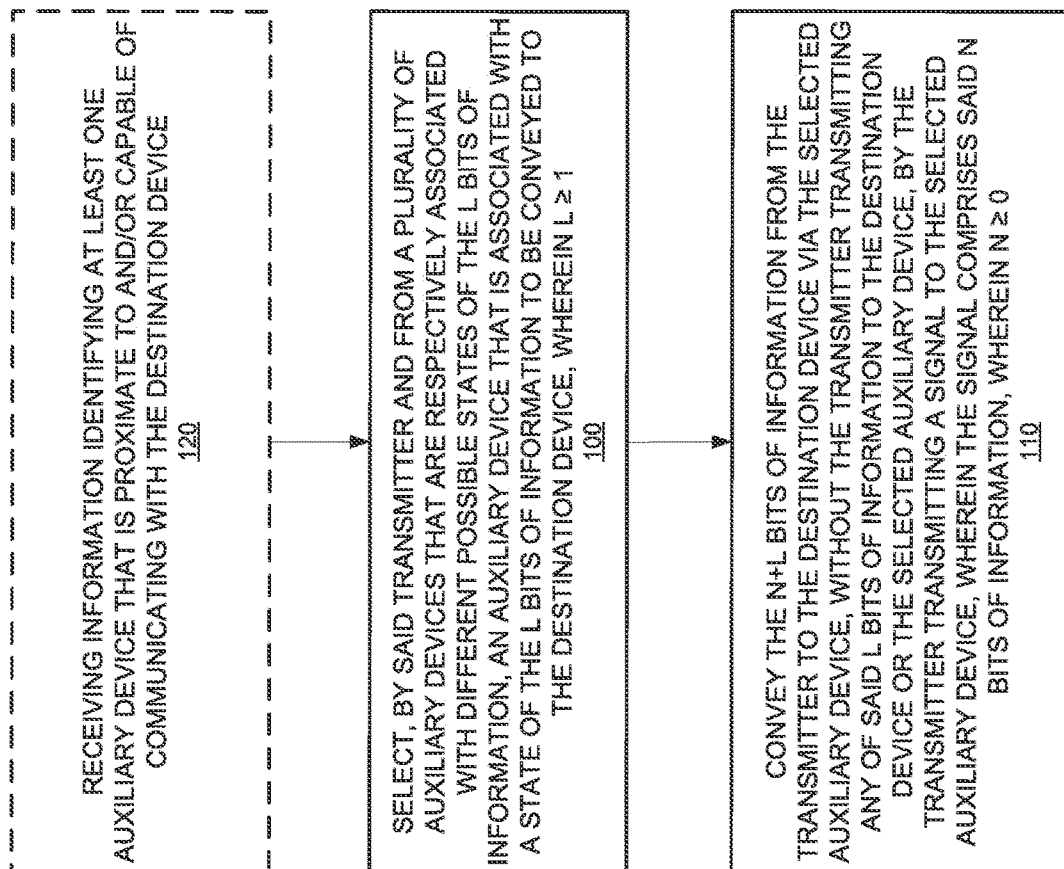 RECEIVING INFORMATION IDENTIFYING AT LEAST ONE
AUXILIARY DEVICE THAT IS PROXIMATE TO AND/OR CAPABLE OF
COMMUNICATING WITH THE DESTINATION DEVICE
120
SELECT, BY SAID TRANSMITTER AND FROM A PLURALITY OF
AUXILIARY DEVICES THAT ARE RESPECTIVELY ASSOCIATED
WITH DIFFERENT POSSIBLE STATES OF THE L BITS OF
INFORMATION, AN AUXILIARY DEVICE THAT IS ASSOCIATED WITH
A STATE OF THE L BITS OF INFORMATION TO BE CONVEYED TO
THE DESTINATION DEVICE, WHEREIN L ≥ 1
100
CONVEY THE N+L BITS OF INFORMATION FROM THE
TRANSMITTER TO THE DESTINATION DEVICE VIA THE SELECTED
AUXILIARY DEVICE, WITHOUT THE TRANSMITTER TRANSMITTING
ANY OF SAID L BITS OF INFORMATION TO THE DESTINATION
DEVICE OR THE SELECTED AUXILIARY DEVICE, BY THE
TRANSMITTER TRANSMITTING A SIGNAL TO THE SELECTED
AUXILIARY DEVICE, WHEREIN THE SIGNAL COMPRISES SAID N
BITS OF INFORMATION, WHEREIN N ≥ 0
110